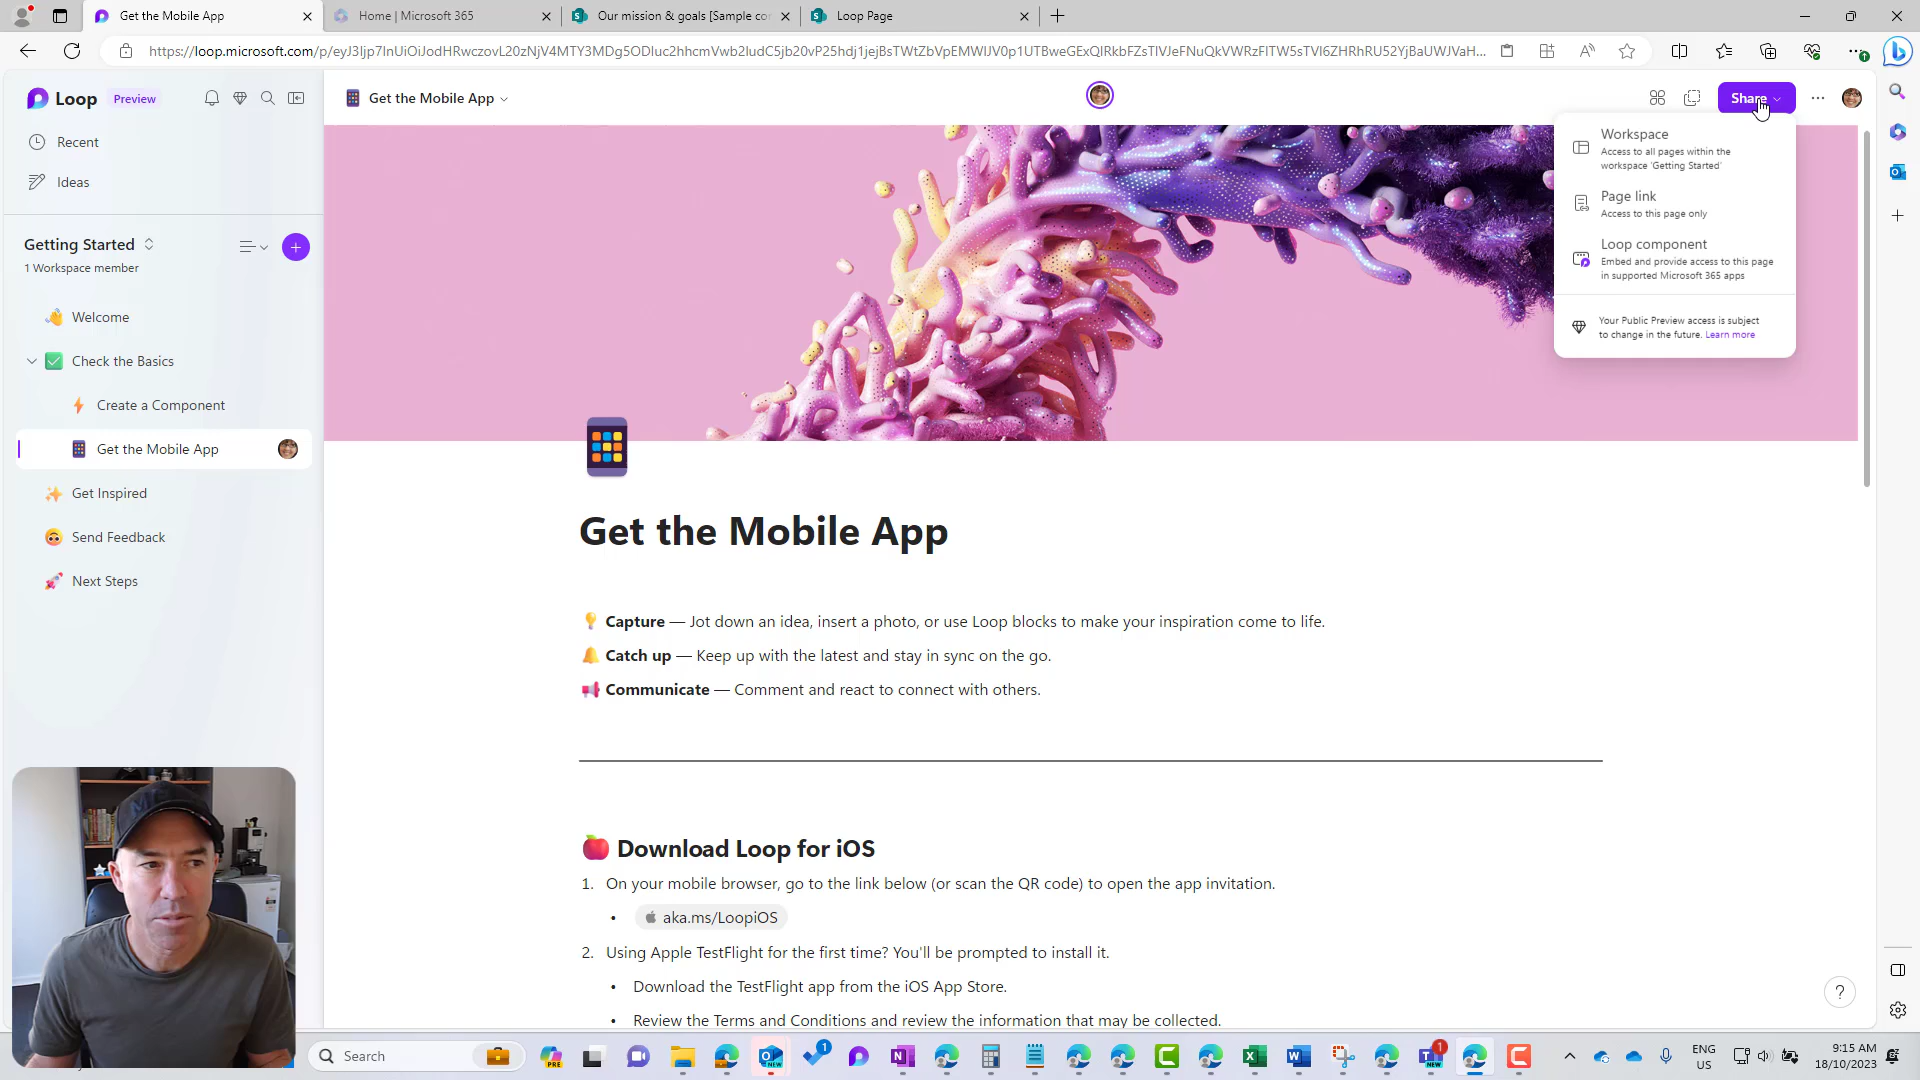 Get the Mobile App
Home | Microsoft 365
Our mission & goals [Sample co
Loop Page
Loop
Preview
Recent
Ideas
Getting Started
1 Workspace member
Welcome
Check the Basics
Create a Component
Get the Mobile App
Get Inspired
Send Feedback
Next Steps
Get the Mobile App
Share
Workspace
Access to all pages within the
workspace 'Getting Started'
Page link
Access to this page only
Loop component
Embed and provide access to this page
in supported Microsoft 365 apps
Your Public Preview access is subject
to change in the future. Learn more
Get the Mobile App
Capture — Jot down an idea, insert a photo, or use Loop blocks to make your inspiration come to life.
Catch up — Keep up with the latest and stay in sync on the go.
Communicate — Comment and react to connect with others.
Download Loop for iOS
1. On your mobile browser, go to the link below (or scan the QR code) to open the app invitation.
• aka.ms/LoopiOS
2. Using Apple TestFlight for the first time? You'll be prompted to install it.
• Download the TestFlight app from the iOS App Store.
• Review the Terms and Conditions and review the information that may be collected.
?
Search
PRE
NEW
1
1
NEW
ENG
US
9:15 AM
18/10/2023